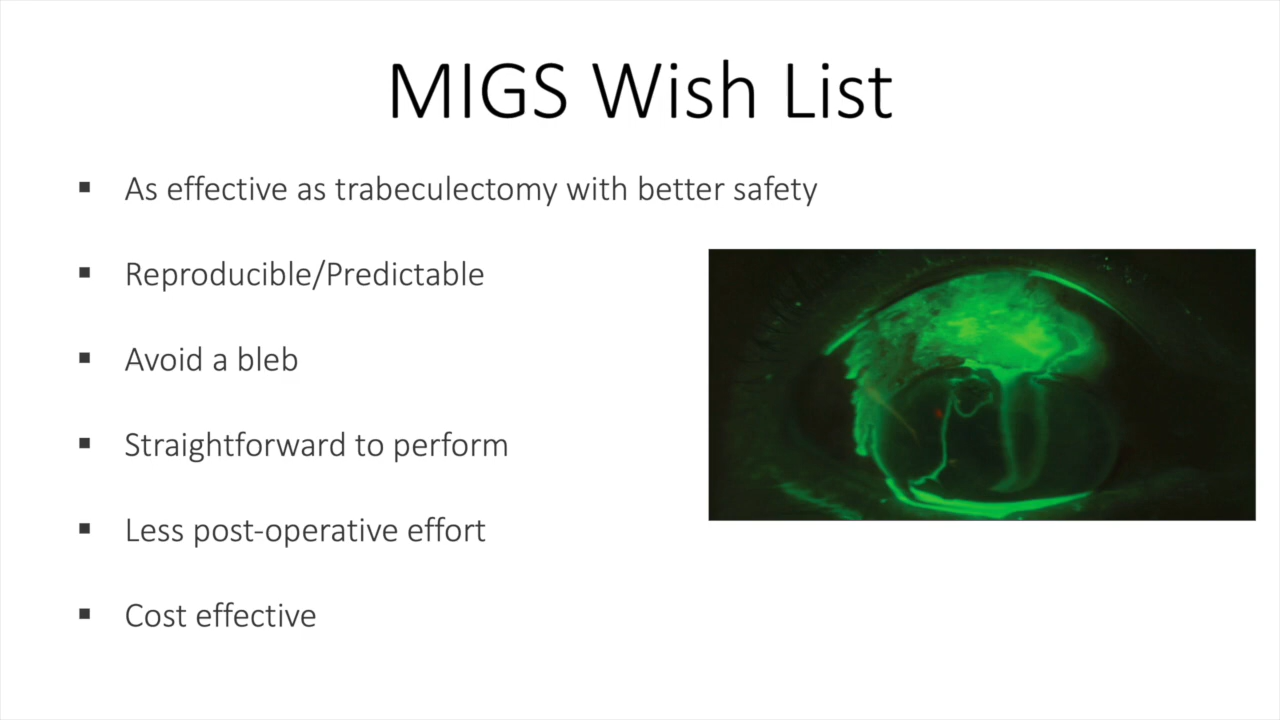 MIGS Wish List
▪ As effective as trabeculectomy with better safety
▪ Reproducible/Predictable
▪ Avoid a bleb
▪ Straightforward to perform
▪ Less post-operative effort
▪ Cost effective